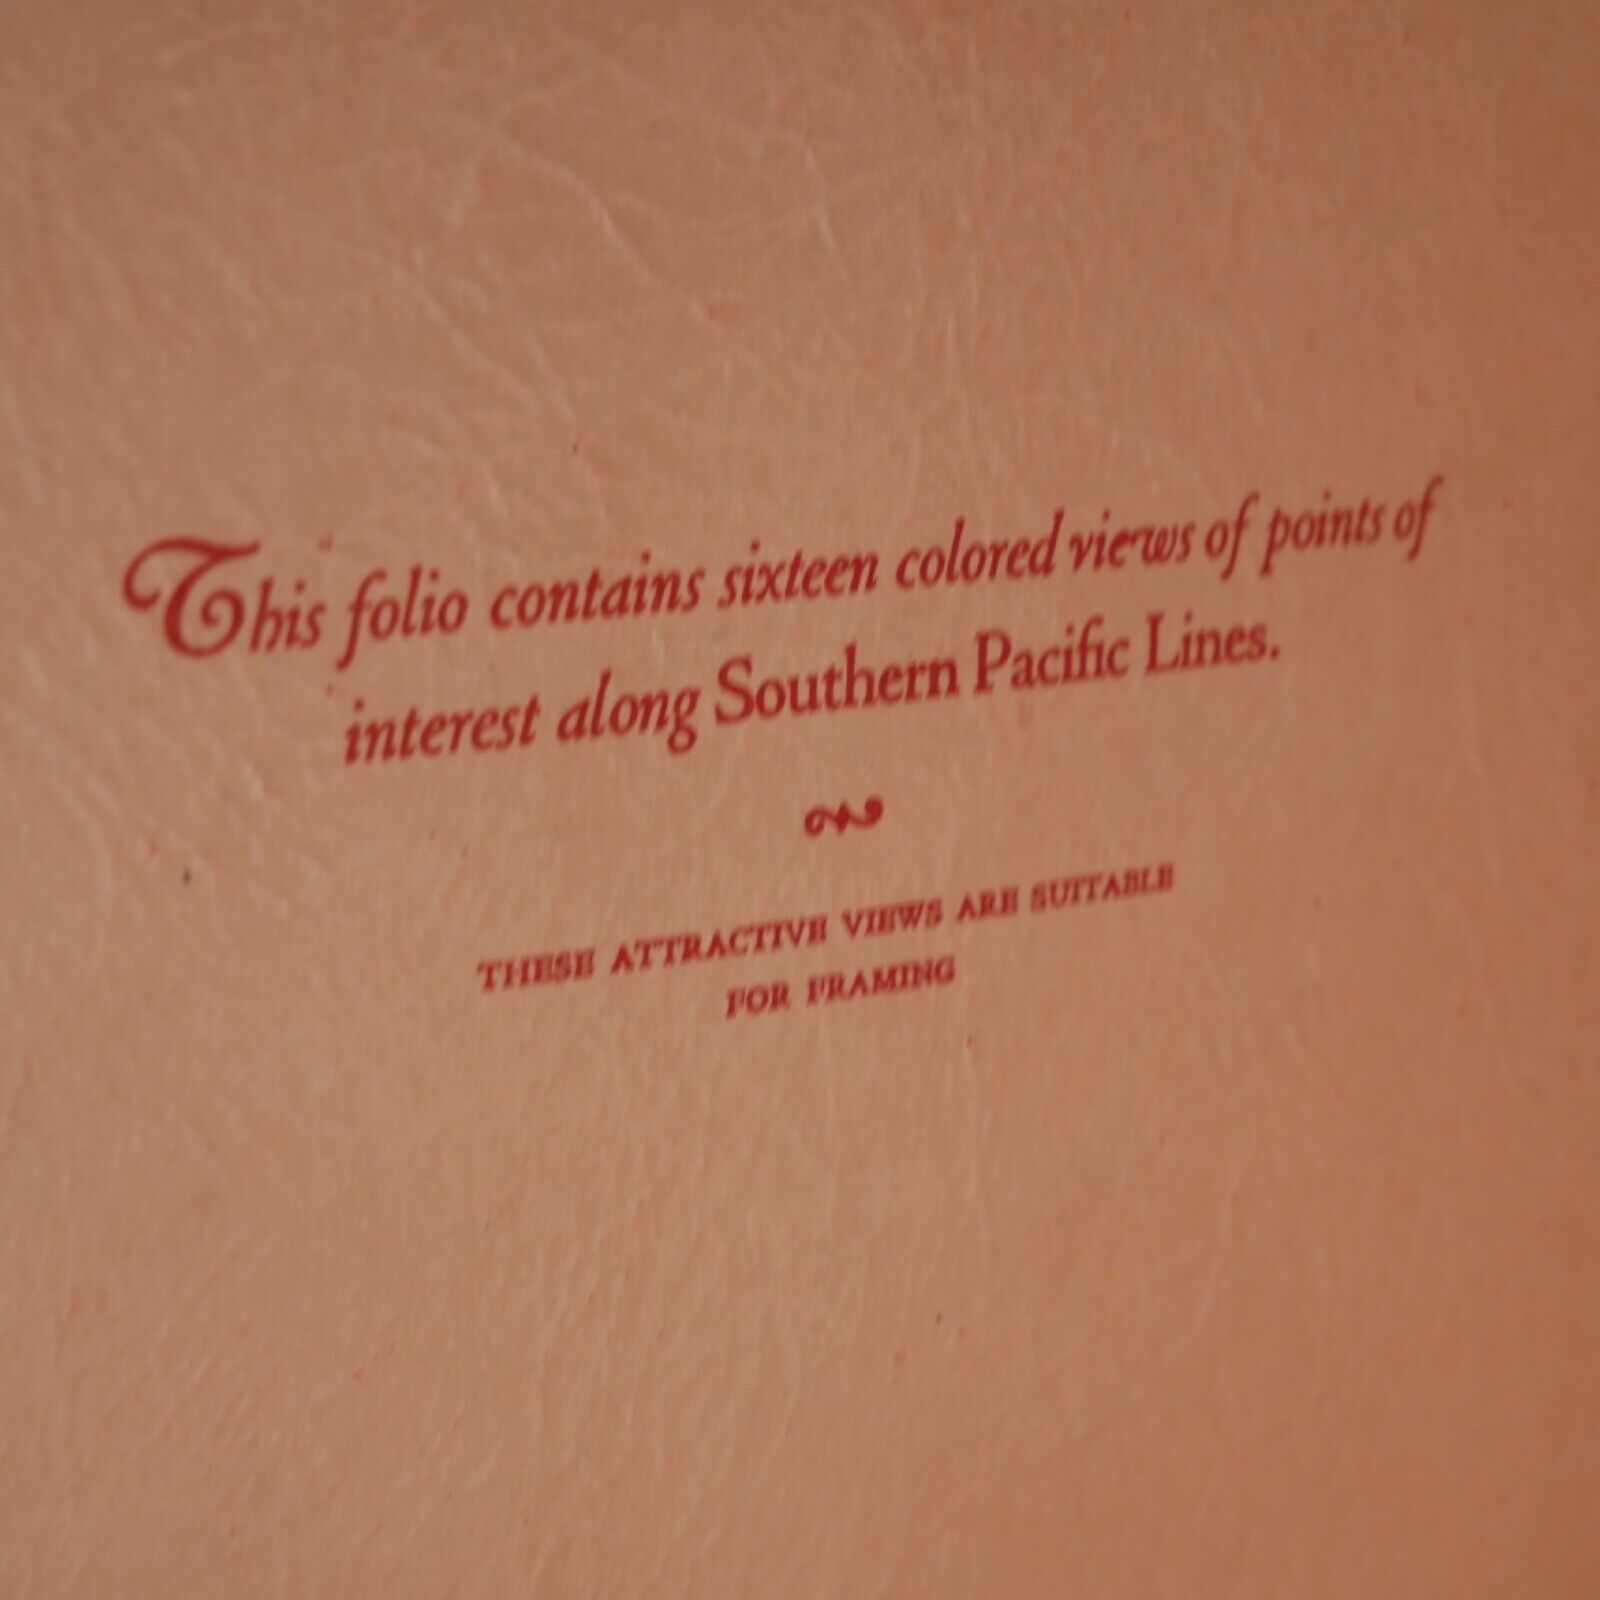 This folio contains sixteen colored views of points of
interest along Southern Pacific Lines.
THESE ATTRACTIVE VIEWS ARE SUITABLE
FOR FRAMING